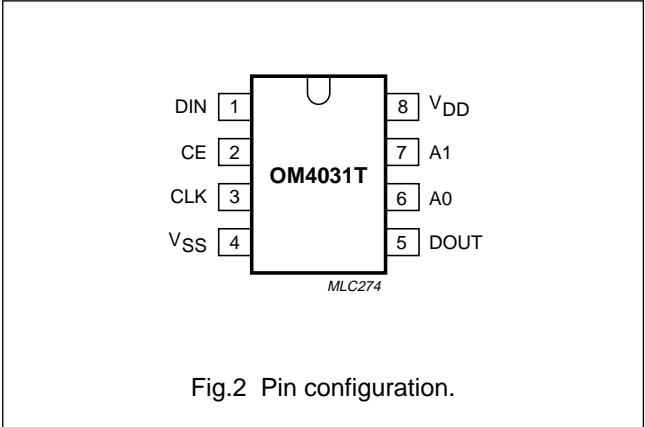 DIN 1 8 VDD
CE 2 7 A1
OM4031T
CLK 3 6 A0
VSS 4 5 DOUT
MLC274
Fig.2 Pin configuration.